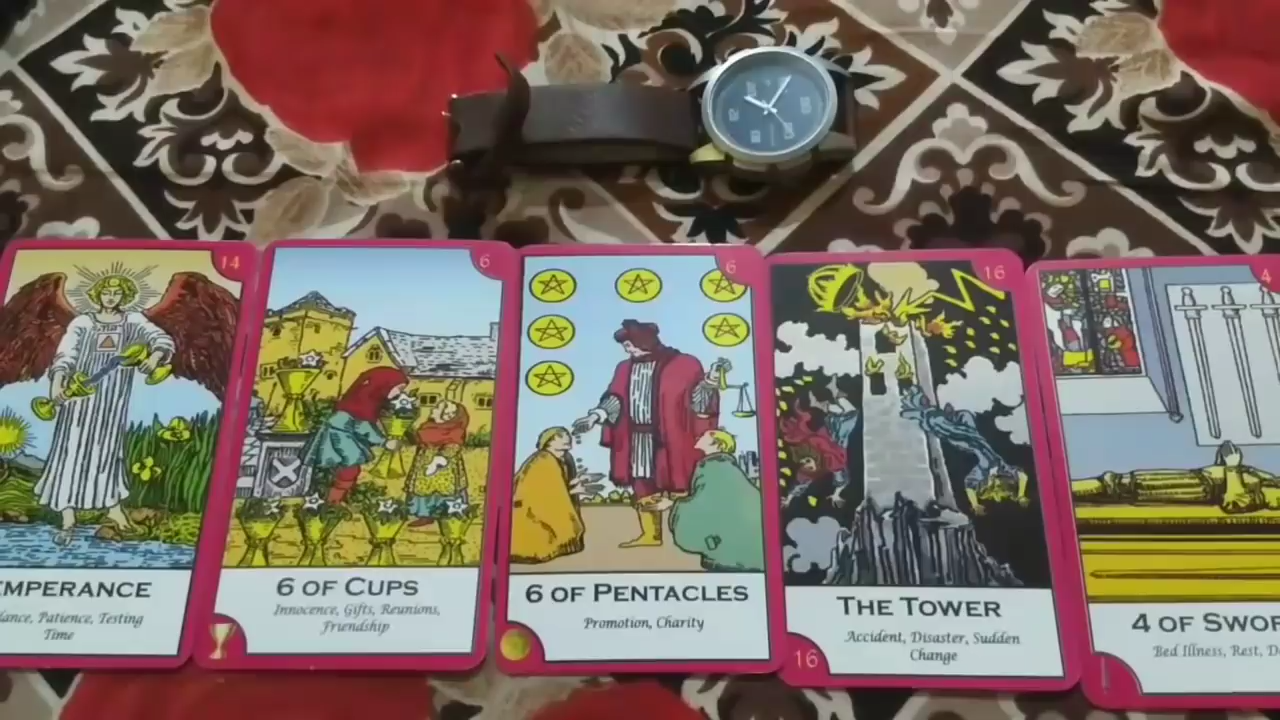 14
EMPERANCE
lance, Patience, Testing
Time
6
6 OF CUPS
Innocence, Gifts, Reunions,
Friendship
6
6 OF PENTACLES
Promotion, Charity
16
THE TOWER
Accident, Disaster, Sudden
Change
16
4
4 OF SWOR
Bed Illness, Rest, D